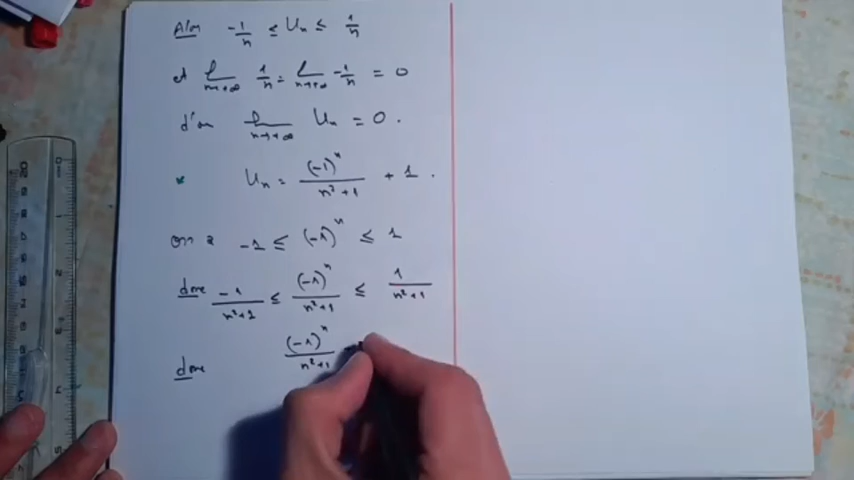 Alors -1/n ≤ Un ≤ 1/n
et lim n→+∞ 1/n = lim n→+∞ -1/n = 0
d'où lim n→+∞ Un = 0.
* Un = (-1)^n / n²+1 + 1.
on a -1 ≤ (-1)^n ≤ 1
donc -1/n²+1 ≤ (-1)^n/n²+1 ≤ 1/n²+1
donc (-1)^n/n²+1